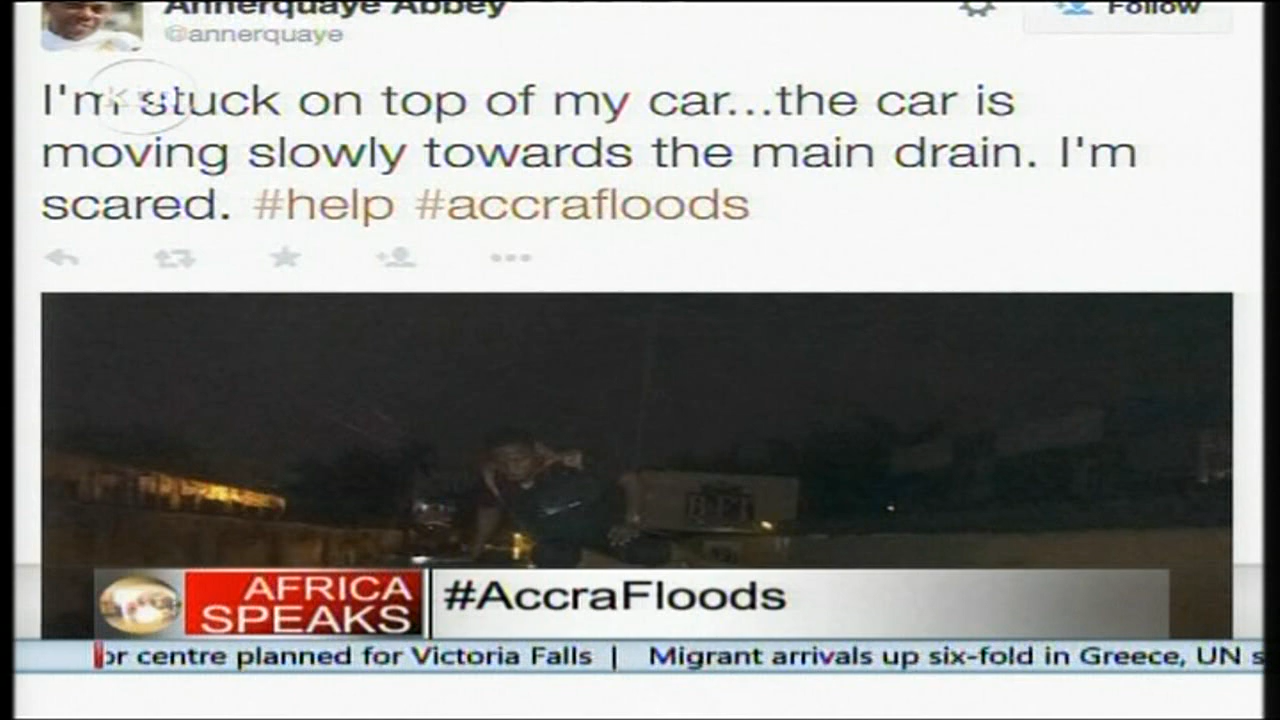 Annerquaye Abbey
Follow
@annerquaye
I'm stuck on top of my car...the car is
moving slowly towards the main drain. I'm
scared. #help #accrafloods
AFRICA
SPEAKS
#AccraFloods
or centre planned for Victoria Falls | Migrant arrivals up six-fold in Greece, UN s